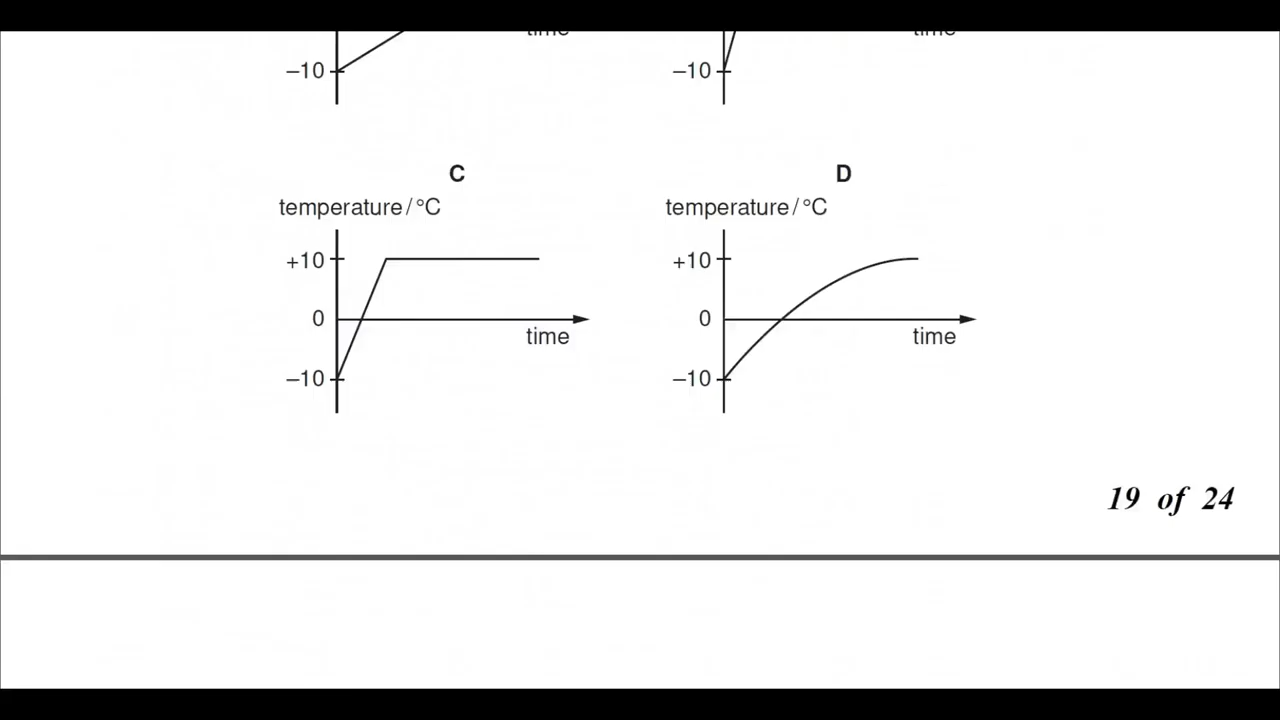 time time
–10 –10
C D
temperature / °C temperature / °C
+10 +10
0 0
time time
–10 –10
19 of 24